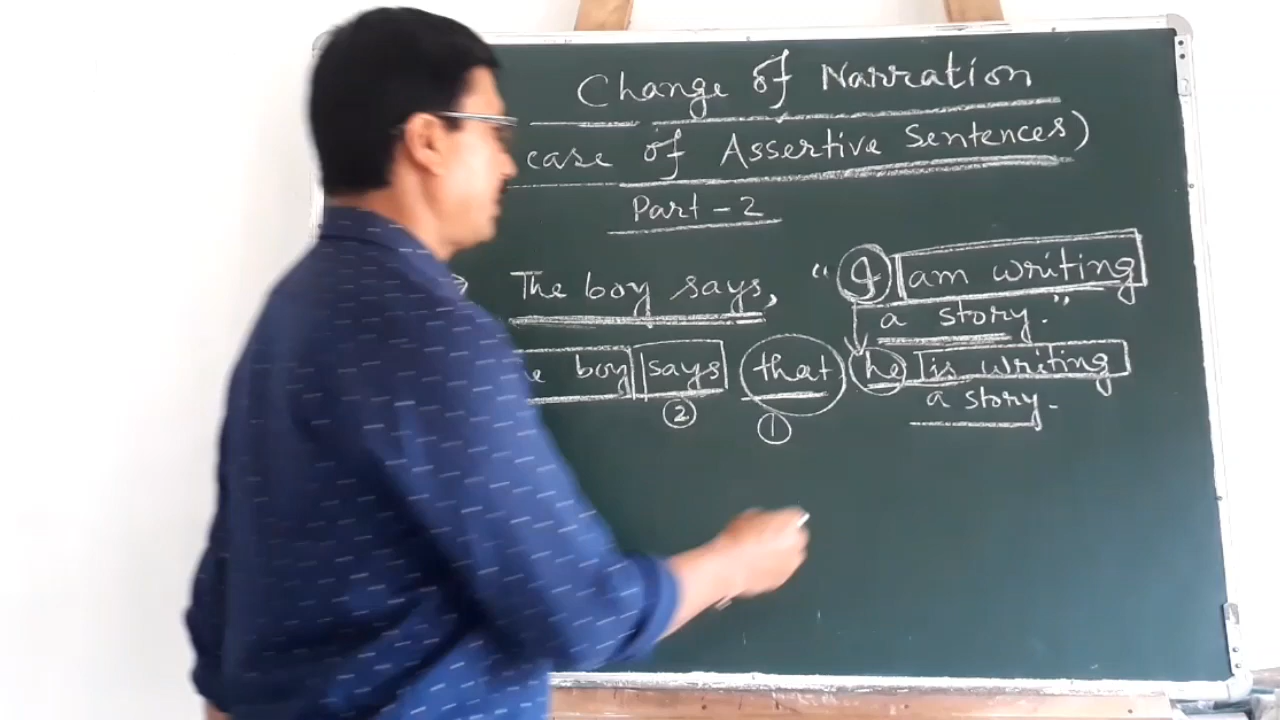 Change of Narration
case of Assertive Sentences)
Part - 2
The boy says, "I am writing
a story."
boy says that he is writing
a story.
② ①